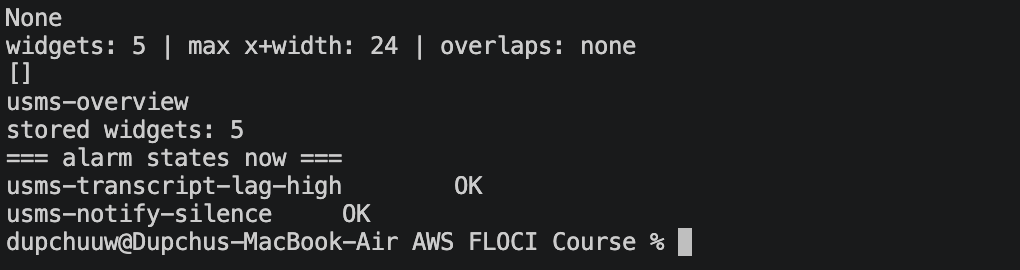 None
widgets: 5 | max x+width: 24 | overlaps: none
[]
usms-overview
stored widgets: 5
=== alarm states now ===
usms-transcript-lag-high        OK
usms-notify-silence     OK
dupchuuw@Dupchus-MacBook-Air AWS FLOCI Course %